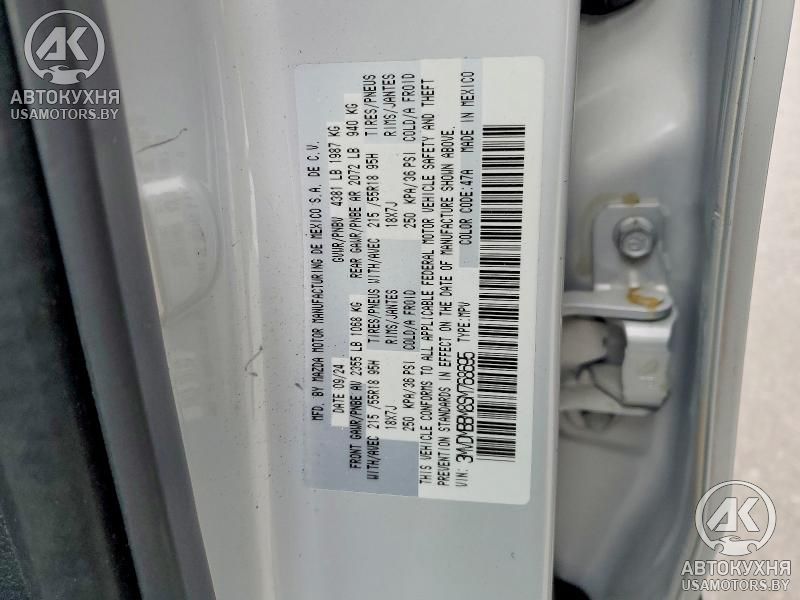 AK
АВТОКУХНЯ
USAMOTORS.BY
MFD. BY MAZDA MOTOR MANUFACTURING DE MEXICO S.A. DE C.V.
DATE 09/24 GVWR/PNBV 4381 LB 1987 KG
FRONT GAWR/PNBE AV 2355 LB 1068 KG REAR GAWR/PNBE AR 2072 LB 940 KG
WITH/AVEC 215 /55R18 95H TIRES/PNEUS WITH/AVEC 215 /55R18 95H TIRES/PNEUS
18X7J RIMS/JANTES 18X7J RIMS/JANTES
250 KPA/36 PSI COLD/A FROID 250 KPA/36 PSI COLD/A FROID
THIS VEHICLE CONFORMS TO ALL APPLICABLE FEDERAL MOTOR VEHICLE SAFETY AND THEFT
PREVENTION STANDARDS IN EFFECT ON THE DATE OF MANUFACTURE SHOWN ABOVE.
VIN: 3MVDMBBM8SM768695 TYPE:MPV COLOR CODE:47A MADE IN MEXICO
AK
АВТОКУХНЯ
USAMOTORS.BY